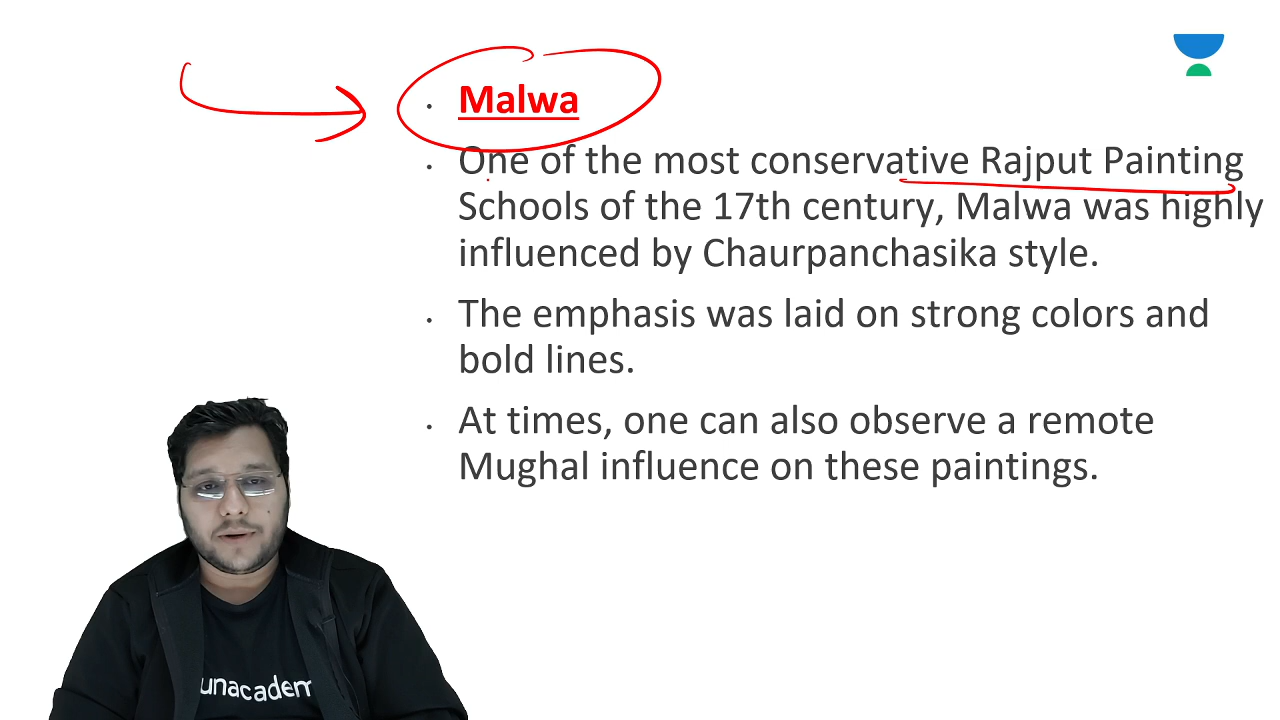 Malwa
One of the most conservative Rajput Painting
Schools of the 17th century, Malwa was highly
influenced by Chaurpanchasika style.
The emphasis was laid on strong colors and
bold lines.
At times, one can also observe a remote
Mughal influence on these paintings.
unacadem